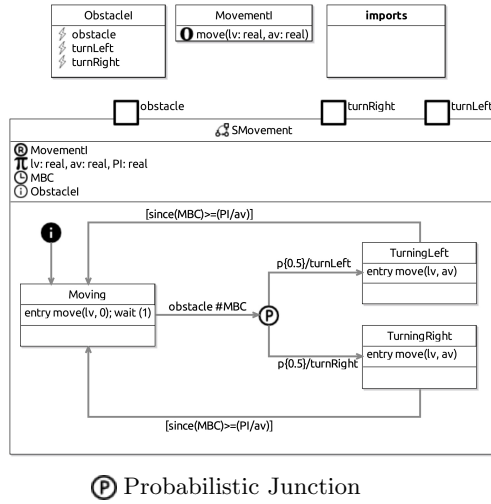 ObstacleI
obstacle
turnLeft
turnRight
MovementI
O move(lv: real, av: real)
imports
obstacle
turnRight
turnLeft
SMovement
R MovementI
π lv: real, av: real, PI: real
MBC
i ObstacleI
[since(MBC)>=(PI/av)]
i
TurningLeft
entry move(lv, av)
p{0.5}/turnLeft
Moving
entry move(lv, 0); wait (1)
obstacle #MBC
P
TurningRight
entry move(lv, av)
p{0.5}/turnRight
[since(MBC)>=(PI/av)]
P Probabilistic Junction